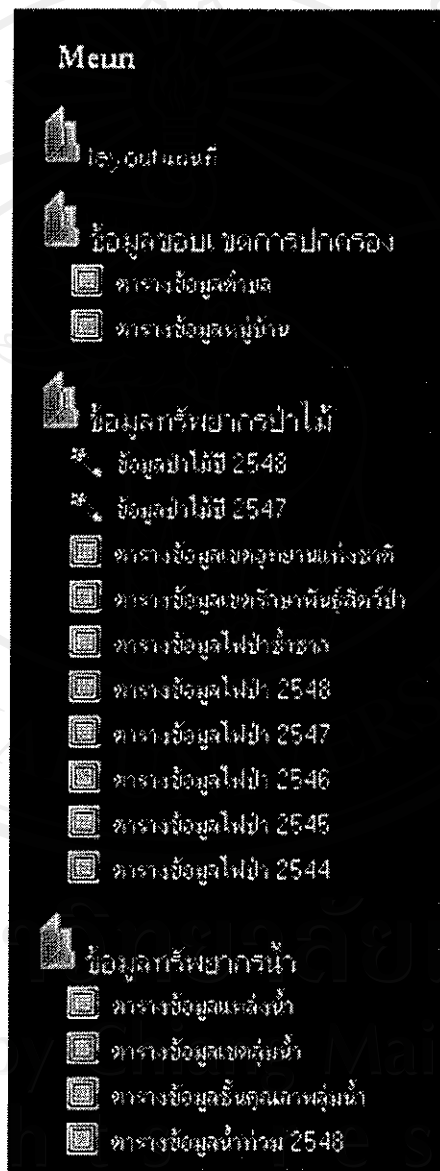 Meun
layoutแผนที่
ข้อมูลขอบเขตการปกครอง
ตารางข้อมูลตำบล
ตารางข้อมูลหมู่บ้าน
ข้อมูลทรัพยากรป่าไม้
ข้อมูลป่าไม้ปี 2548
ข้อมูลป่าไม้ปี 2547
ตารางข้อมูลเขตอุทยานแห่งชาติ
ตารางข้อมูลเขตรักษาพันธุ์สัตว์ป่า
ตารางข้อมูลไฟป่าซ้ำซาก
ตารางข้อมูลไฟป่า 2548
ตารางข้อมูลไฟป่า 2547
ตารางข้อมูลไฟป่า 2546
ตารางข้อมูลไฟป่า 2545
ตารางข้อมูลไฟป่า 2544
ข้อมูลทรัพยากรน้ำ
ตารางข้อมูลแหล่งน้ำ
ตารางข้อมูลเขตลุ่มน้ำ
ตารางข้อมูลชั้นคุณภาพลุ่มน้ำ
ตารางข้อมูลน้ำท่วม 2548